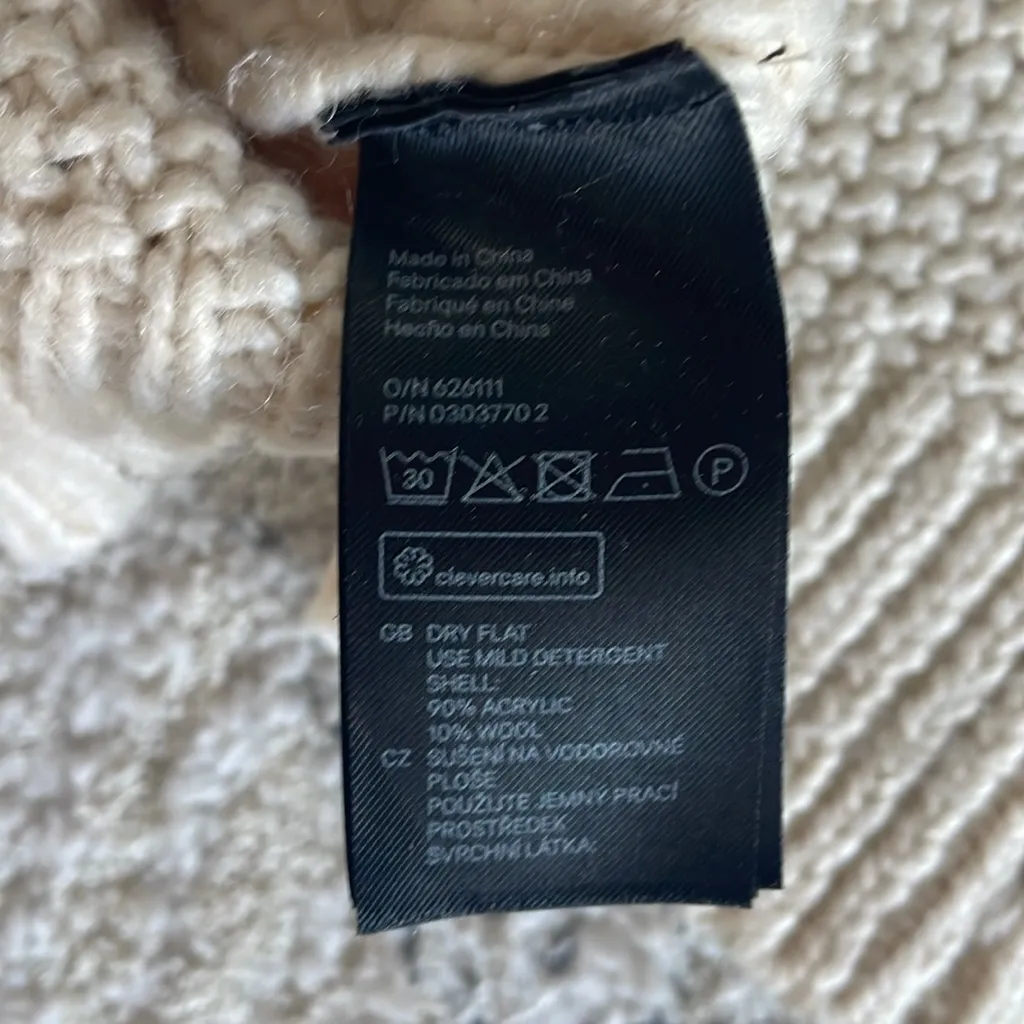 Made in China
Fabricado em China
Fabriqué en Chine
Hecho en China
O/N 626111
P/N 0303770 2
30 P
clevercare.info
GB DRY FLAT
USE MILD DETERGENT
SHELL:
90% ACRYLIC
10% WOOL
CZ SUŠENÍ NA VODOROVNÉ
PLOŠE
POUŽIJTE JEMNÝ PRACÍ
PROSTŘEDEK
SVRCHNÍ LÁTKA: